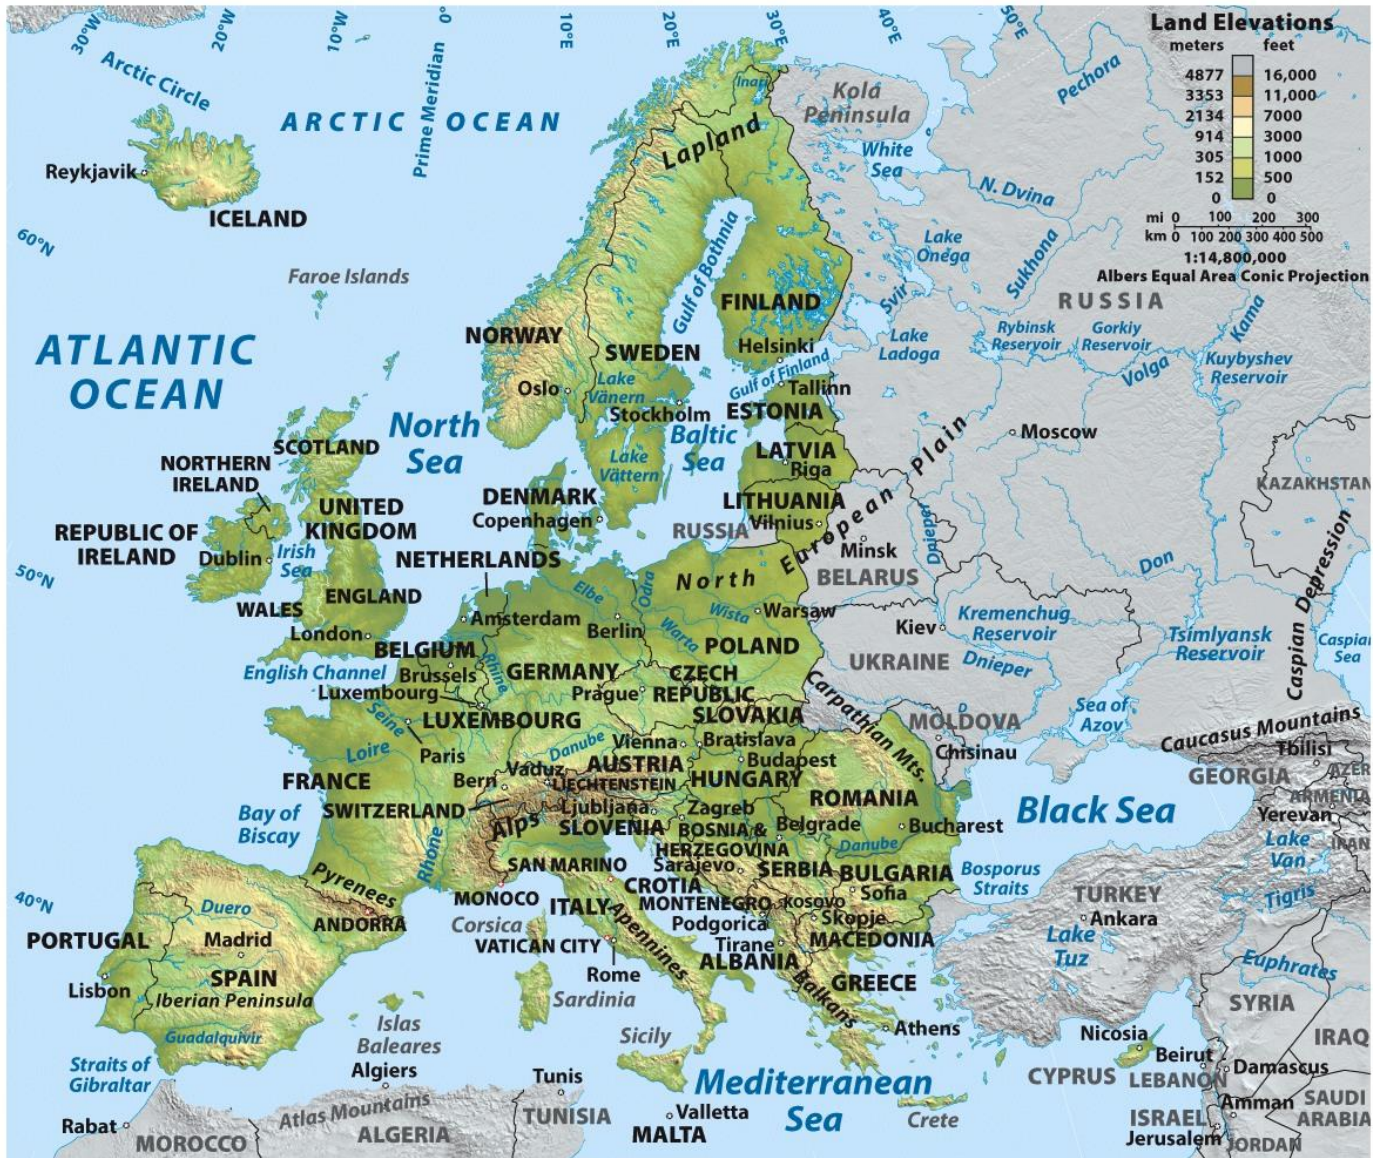 30°W
20°W
10°W
0°
10°E
20°E
30°E
40°E
50°E
Land Elevations
meters feet
4877 16,000
3353 11,000
2134 7000
914 3000
305 1000
152 500
0 0
mi 0 100 200 300
km 0 100 200 300 400 500
1:14,800,000
Albers Equal Area Conic Projection
Arctic Circle
ARCTIC OCEAN
Prime Meridian
Reykjavik
ICELAND
60°N
Faroe Islands
ATLANTIC
OCEAN
Inari
Lapland
Kola
Peninsula
White
Sea
Pechora
N. Dvina
Lake
Onega
Sukhona
Svir
RUSSIA
Kama
Gulf of Bothnia
FINLAND
NORWAY
SWEDEN
Helsinki
Lake
Ladoga
Rybinsk
Reservoir
Gorkiy
Reservoir
Volga
Kuybyshev
Reservoir
Oslo
Lake
Vänern
Gulf of Finland
Tallinn
Stockholm
ESTONIA
North
Sea
Baltic
Sea
Moscow
SCOTLAND
NORTHERN
IRELAND
LATVIA
Riga
Lake
Vättern
KAZAKHSTAN
UNITED
KINGDOM
DENMARK
Copenhagen
LITHUANIA
Vilnius
RUSSIA
REPUBLIC OF
IRELAND
Dublin
Irish
Sea
NETHERLANDS
North European Plain
Minsk
BELARUS
Dnieper
Don
Caspian Depression
50°N
WALES
ENGLAND
London
Amsterdam
Elbe
Odra
Berlin
Wista
Warsaw
Warta
POLAND
Kiev
Kremenchug
Reservoir
Tsimlyansk
Reservoir
Caspian
Sea
BELGIUM
English Channel
Brussels
Luxembourg
Rhine
GERMANY
CZECH
REPUBLIC
Prague
UKRAINE
Dnieper
Carpathian Mts.
SLOVAKIA
LUXEMBOURG
Seine
Paris
Loire
FRANCE
Danube
Vienna
Bratislava
MOLDOVA
D
Chisinau
Sea of
Azov
Caucasus Mountains
Tbilisi
Bern
Vaduz
AUSTRIA
LIECHTENSTEIN
Budapest
HUNGARY
GEORGIA
AZER
ARMENIA
Yerevan
SWITZERLAND
Ljubljana
Zagreb
ROMANIA
Black Sea
Bay of
Biscay
Alps
SLOVENIA
BOSNIA &
HERZEGOVINA
Belgrade
Bucharest
Danube
Lake
Van
IRAN
Rhone
SAN MARINO
Sarajevo
SERBIA
BULGARIA
Bosporus
Straits
Pyrenees
MONOCO
CROTIA
Sofia
TURKEY
Tigris
40°N
Duero
ANDORRA
Corsica
ITALY
MONTENEGRO
kosovo
Ankara
Podgorica
Skopje
PORTUGAL
Madrid
VATICAN CITY
Apennines
Tirane
MACEDONIA
Lake
Tuz
ALBANIA
Euphrates
SPAIN
Rome
GREECE
Lisbon
Iberian Peninsula
Sardinia
Balkans
SYRIA
Guadalquivir
Islas
Baleares
Sicily
Athens
Nicosia
IRAQ
Straits of
Gibraltar
Algiers
Tunis
Mediterranean
Sea
CYPRUS
Beirut
LEBANON
Damascus
Atlas Mountains
Valletta
MALTA
Crete
Amman
SAUDI
ARABIA
Rabat
MOROCCO
ALGERIA
TUNISIA
ISRAEL
Jerusalem
JORDAN